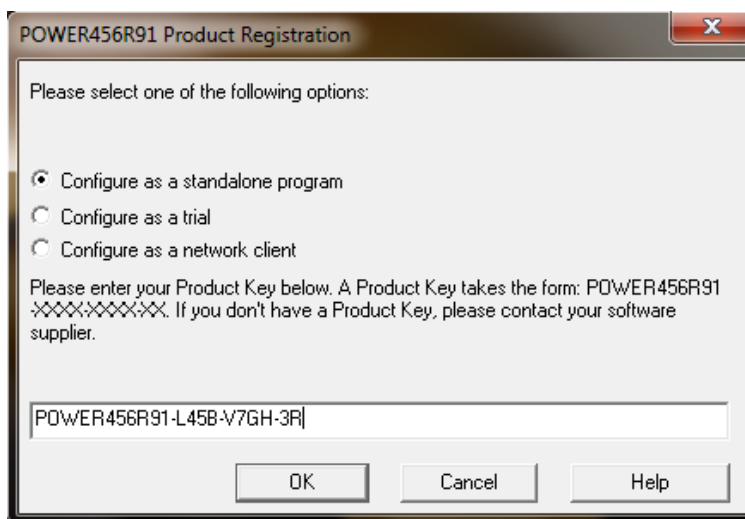 POWER456R91 Product Registration
Please select one of the following options:
Configure as a standalone program
Configure as a trial
Configure as a network client
Please enter your Product Key below. A Product Key takes the form: POWER456R91
-XXXX-XXXX-XX. If you don't have a Product Key, please contact your software
supplier.
POWER456R91-L45B-V7GH-3R
OK Cancel Help